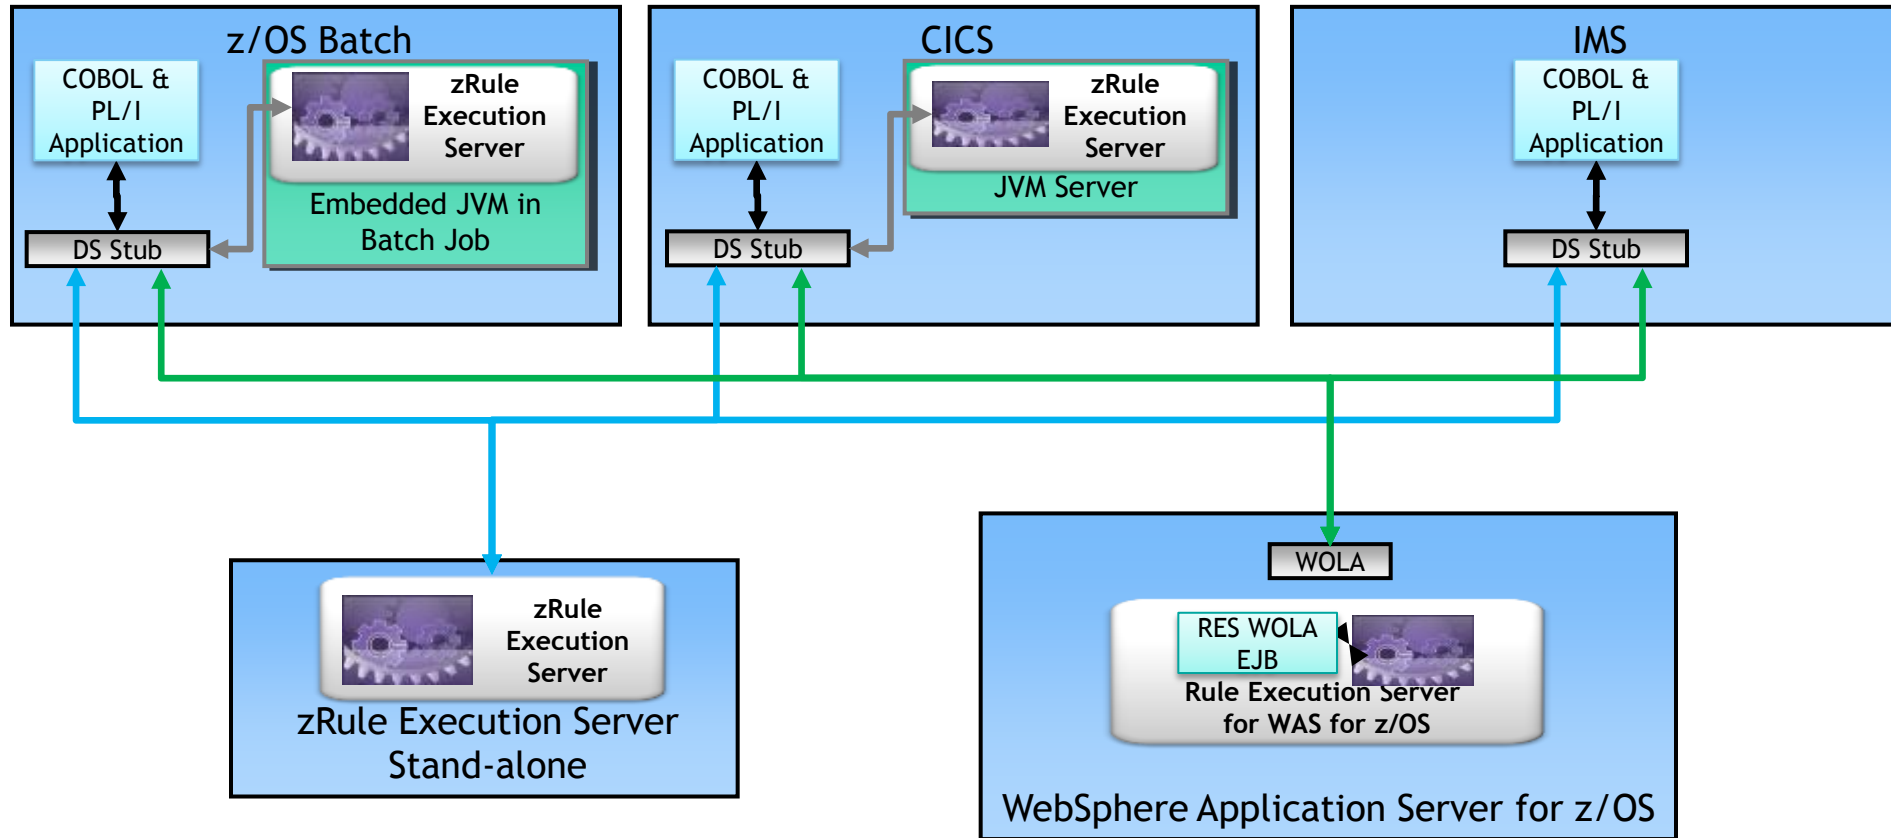 z/OS Batch
COBOL &
PL/I
Application
zRule
Execution
Server
Embedded JVM in
Batch Job
DS Stub
CICS
COBOL &
PL/I
Application
zRule
Execution
Server
JVM Server
DS Stub
IMS
COBOL &
PL/I
Application
DS Stub
zRule
Execution
Server
zRule Execution Server
Stand-alone
WOLA
RES WOLA
EJB
Rule Execution Server
for WAS for z/OS
WebSphere Application Server for z/OS